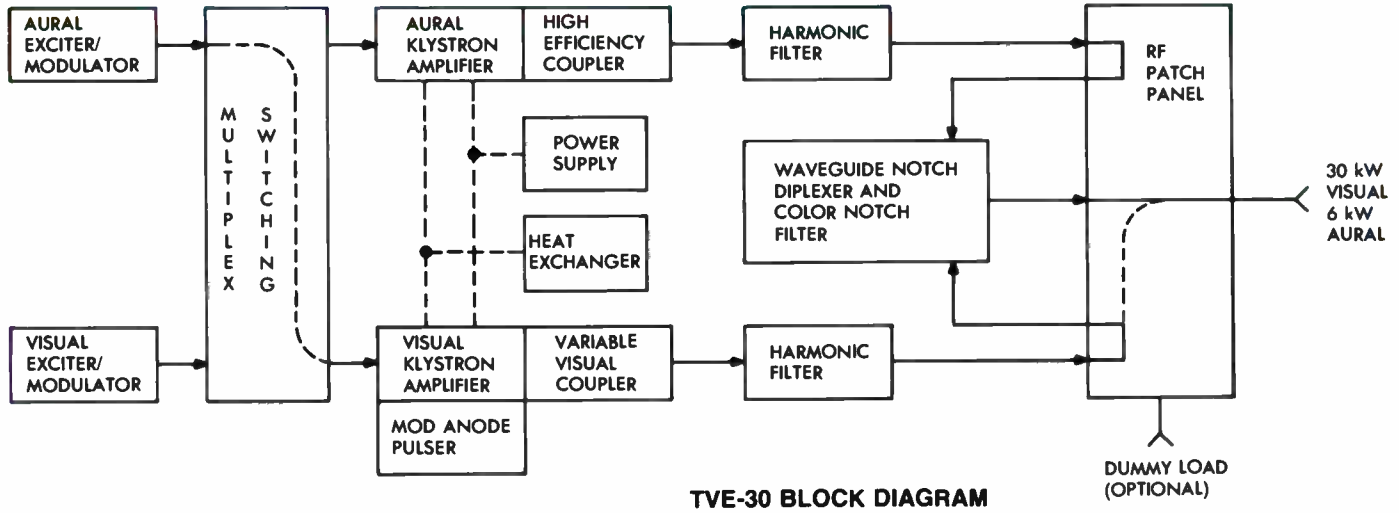 AURAL
EXCITER/
MODULATOR
MULTIPLEX
SWITCHING
AURAL
KLYSTRON
AMPLIFIER
HIGH
EFFICIENCY
COUPLER
HARMONIC
FILTER
RF
PATCH
PANEL
POWER
SUPPLY
HEAT
EXCHANGER
WAVEGUIDE NOTCH
DIPLEXER AND
COLOR NOTCH
FILTER
30 kW
VISUAL
6 kW
AURAL
VISUAL
EXCITER/
MODULATOR
VISUAL
KLYSTRON
AMPLIFIER
VARIABLE
VISUAL
COUPLER
HARMONIC
FILTER
MOD ANODE
PULSER
DUMMY LOAD
(OPTIONAL)
TVE-30 BLOCK DIAGRAM